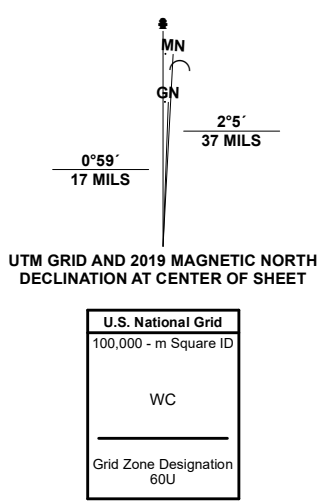 MN
GN
2°5´
37 MILS
0°59´
17 MILS
UTM GRID AND 2019 MAGNETIC NORTH
DECLINATION AT CENTER OF SHEET
U.S. National Grid
100,000 - m Square ID
WC
Grid Zone Designation
60U